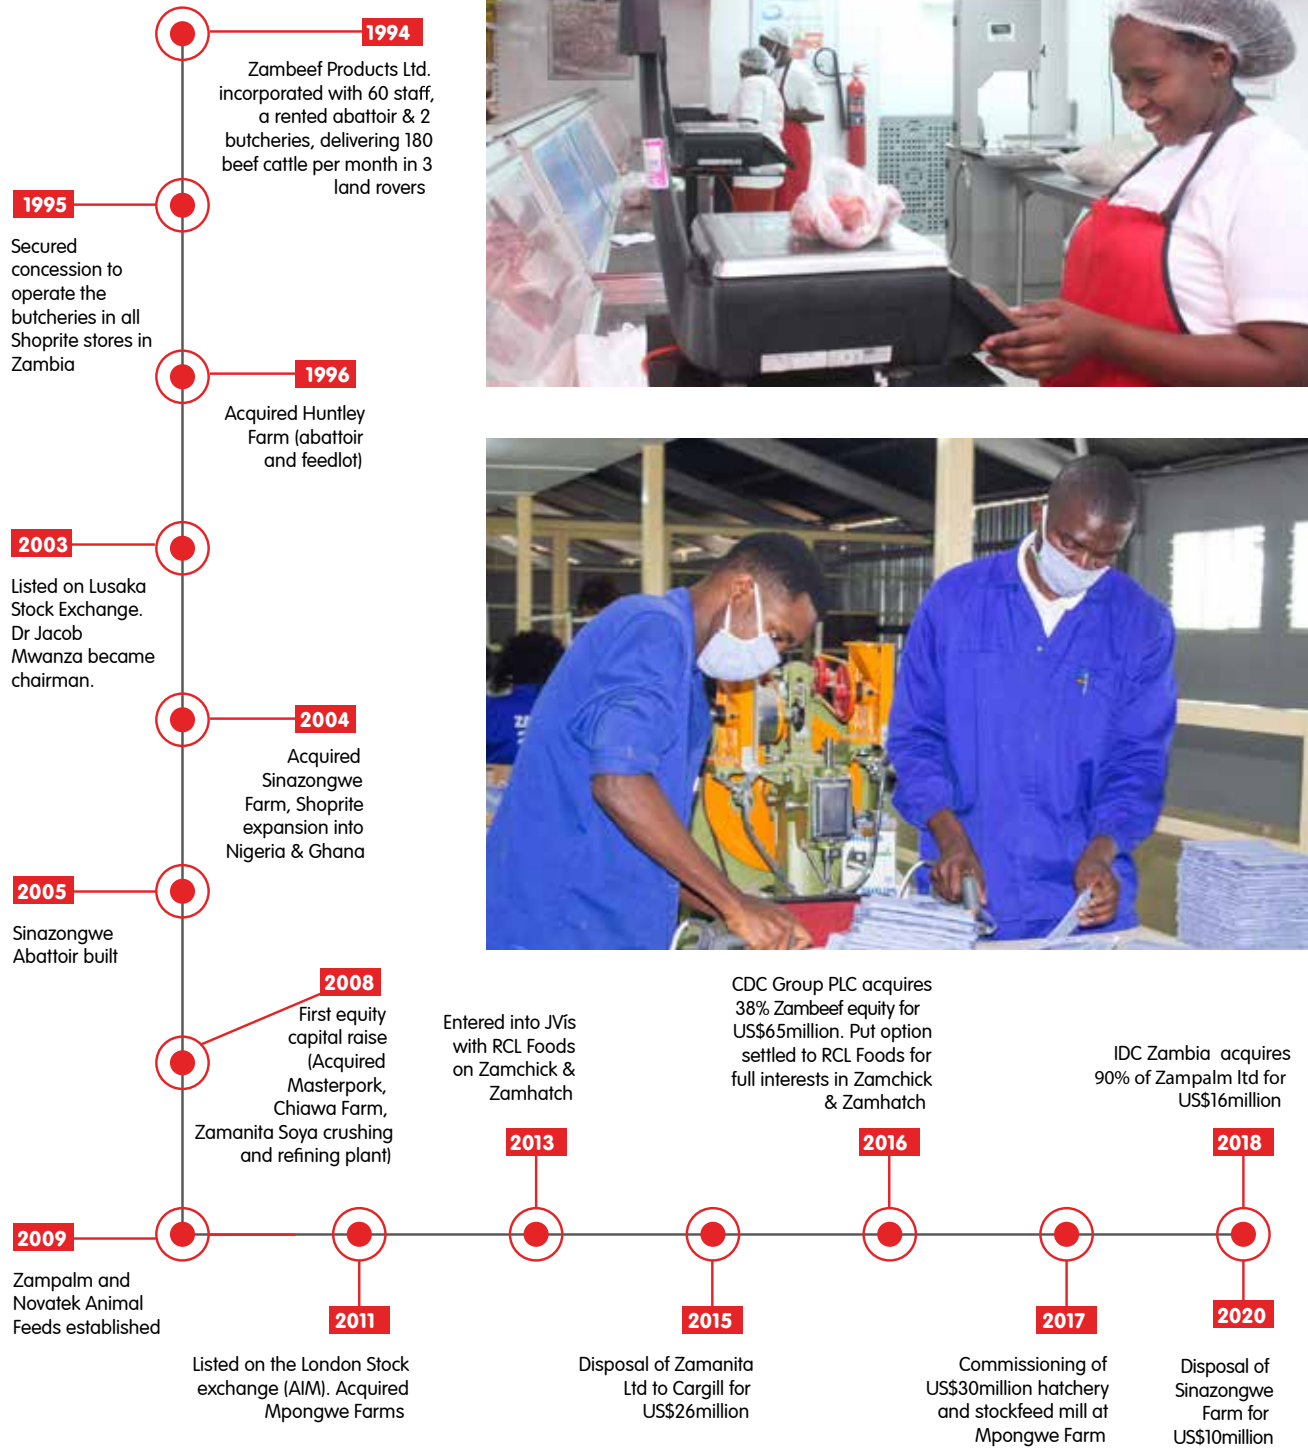 1994
Zambeef Products Ltd.
incorporated with 60 staff,
a rented abattoir & 2
butcheries, delivering 180
beef cattle per month in 3
land rovers
1995
Secured
concession to
operate the
butcheries in all
Shoprite stores in
Zambia
1996
Acquired Huntley
Farm (abattoir
and feedlot)
2003
Listed on Lusaka
Stock Exchange.
Dr Jacob
Mwanza became
chairman.
2004
Acquired
Sinazongwe
Farm, Shoprite
expansion into
Nigeria & Ghana
2005
Sinazongwe
Abattoir built
2008
First equity
capital raise
(Acquired
Masterpork,
Chiawa Farm,
Zamanita Soya crushing
and refining plant)
2009
Zampalm and
Novatek Animal
Feeds established
2011
Listed on the London Stock
exchange (AIM). Acquired
Mpongwe Farms
Entered into JVís
with RCL Foods
on Zamchick &
Zamhatch
2013
2015
Disposal of Zamanita
Ltd to Cargill for
US$26million
CDC Group PLC acquires
38% Zambeef equity for
US$65million. Put option
settled to RCL Foods for
full interests in Zamchick
& Zamhatch
2016
2017
Commissioning of
US$30million hatchery
and stockfeed mill at
Mpongwe Farm
IDC Zambia acquires
90% of Zampalm ltd for
US$16million
2018
2020
Disposal of
Sinazongwe
Farm for
US$10million